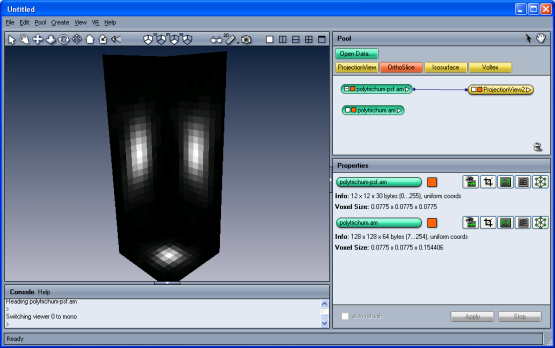 Untitled
File Edit Pool Create View VR Help
Pool
Open Data...
ProjectionView OrthoSlice Isosurface Voltex
polytrichum-psf.am ProjectionView2
polytrichum.am
Properties
polytrichum-psf.am
Info: 12 x 12 x 30 bytes (0...255), uniform coords
Voxel Size: 0.0775 x 0.0775 x 0.0775
polytrichum.am
Info: 128 x 128 x 64 bytes (7...254), uniform coords
Voxel Size: 0.0775 x 0.0775 x 0.154406
Console Help
Reading polytrichum-psf.am
>
Switching viewer 0 to mono
>
Apply Stop
Ready